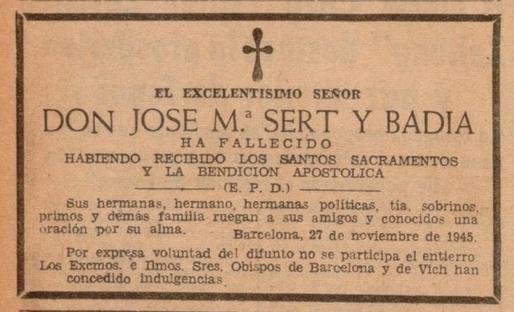 EL EXCELENTISIMO SEÑOR
DON JOSE M.ª SERT Y BADIA
HA FALLECIDO
HABIENDO RECIBIDO LOS SANTOS SACRAMENTOS
Y LA BENDICION APOSTOLICA
(E. P. D.)
Sus hermanas, hermano, hermanas políticas, tía, sobrinos,
primos y demás familia ruegan a sus amigos y conocidos una
oración por su alma. Barcelona, 27 de noviembre de 1945.
Por expresa voluntad del difunto no se participa el entierro
Los Excmos. e Ilmos. Sres. Obispos de Barcelona y de Vich han
concedido indulgencias.